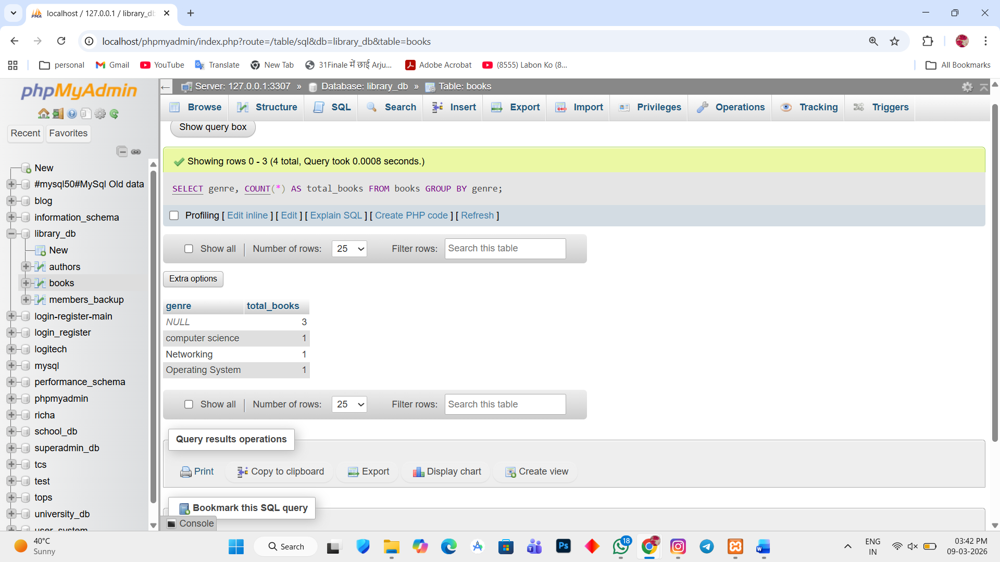 localhost / 127.0.0.1 / library_db
localhost/phpmyadmin/index.php?route=/table/sql&db=library_db&table=books
personal
Gmail
YouTube
Translate
New Tab
31Finale में छाई Arju...
Adobe Acrobat
(8555) Labon Ko (8...
All Bookmarks
phpMyAdmin
Recent
Favorites
New
#mysql50#MySql Old data
blog
information_schema
library_db
New
authors
books
members_backup
login-register-main
login_register
logitech
mysql
performance_schema
phpmyadmin
richa
school_db
superadmin_db
tcs
test
tops
university_db
user_system
Server: 127.0.0.1:3307 » Database: library_db » Table: books
Browse
Structure
SQL
Search
Insert
Export
Import
Privileges
Operations
Tracking
Triggers
Show query box
Showing rows 0 - 3 (4 total, Query took 0.0008 seconds.)
SELECT genre, COUNT(*) AS total_books FROM books GROUP BY genre;
Profiling [ Edit inline ] [ Edit ] [ Explain SQL ] [ Create PHP code ] [ Refresh ]
Show all
Number of rows: 25
Filter rows: Search this table
Extra options
genre total_books
NULL 3
computer science 1
Networking 1
Operating System 1
Show all
Number of rows: 25
Filter rows: Search this table
Query results operations
Print
Copy to clipboard
Export
Display chart
Create view
Bookmark this SQL query
Console
40°C
Sunny
Search
Ps
18
ENG
IN
03:42 PM
09-03-2026